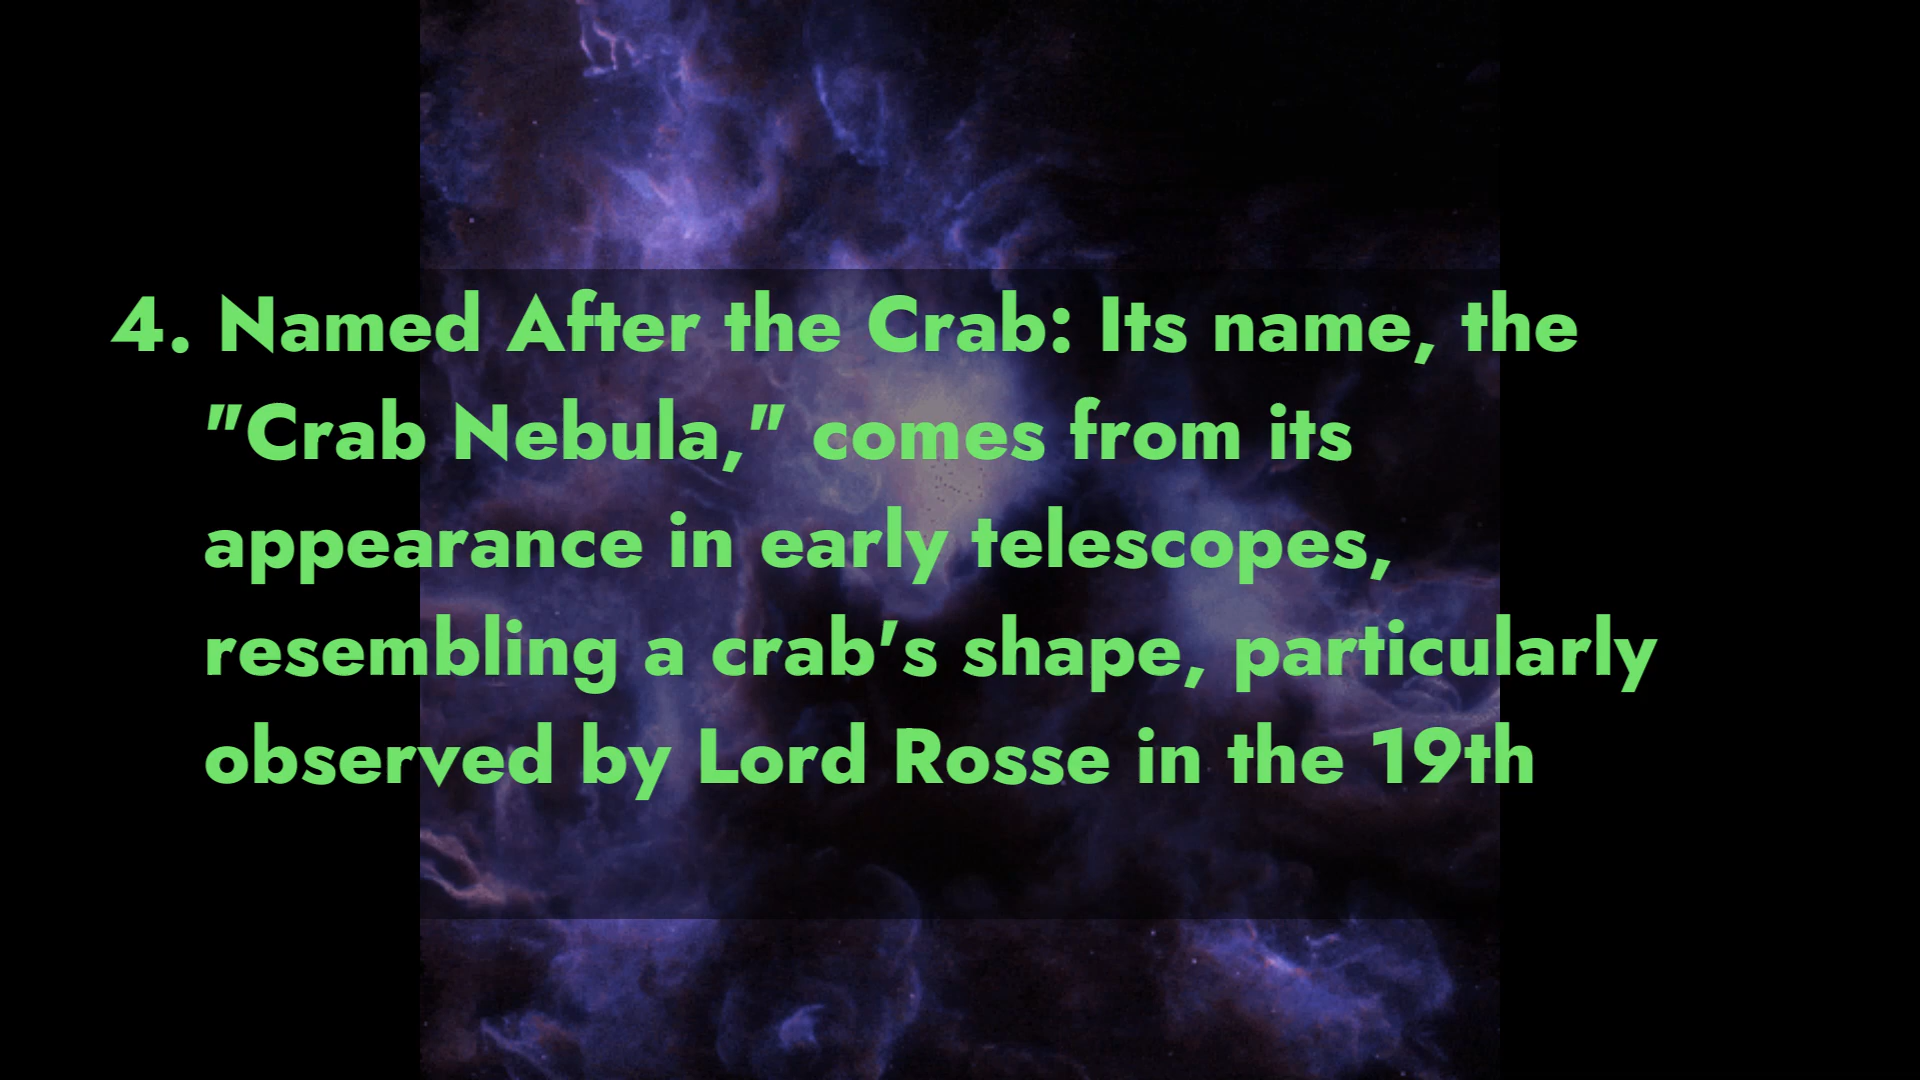 4. Named After the Crab: Its name, the
"Crab Nebula," comes from its
appearance in early telescopes,
resembling a crab's shape, particularly
observed by Lord Rosse in the 19th